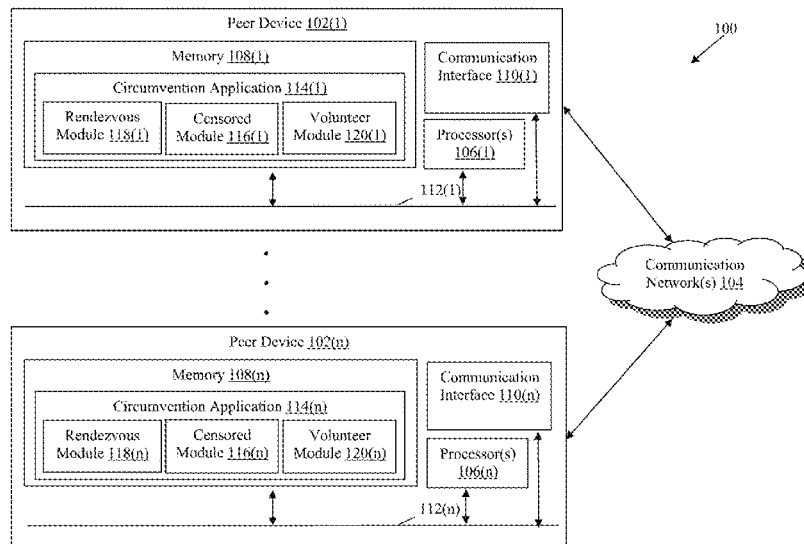 Peer Device 102(1)
100
Memory 108(1)
Communication
Interface 110(1)
Circumvention Application 114(1)
Rendezvous
Module 118(1)
Censored
Module 116(1)
Volunteer
Module 120(1)
Processor(s)
106(1)
112(1)
Communication
Network(s) 104
Peer Device 102(n)
Memory 108(n)
Communication
Interface 110(n)
Circumvention Application 114(n)
Rendezvous
Module 118(n)
Censored
Module 116(n)
Volunteer
Module 120(n)
Processor(s)
106(n)
112(n)